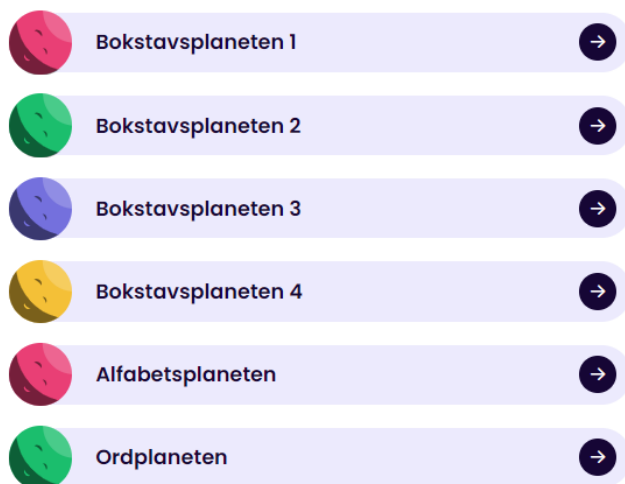 Bokstavsplaneten 1
Bokstavsplaneten 2
Bokstavsplaneten 3
Bokstavsplaneten 4
Alfabetsplaneten
Ordplaneten